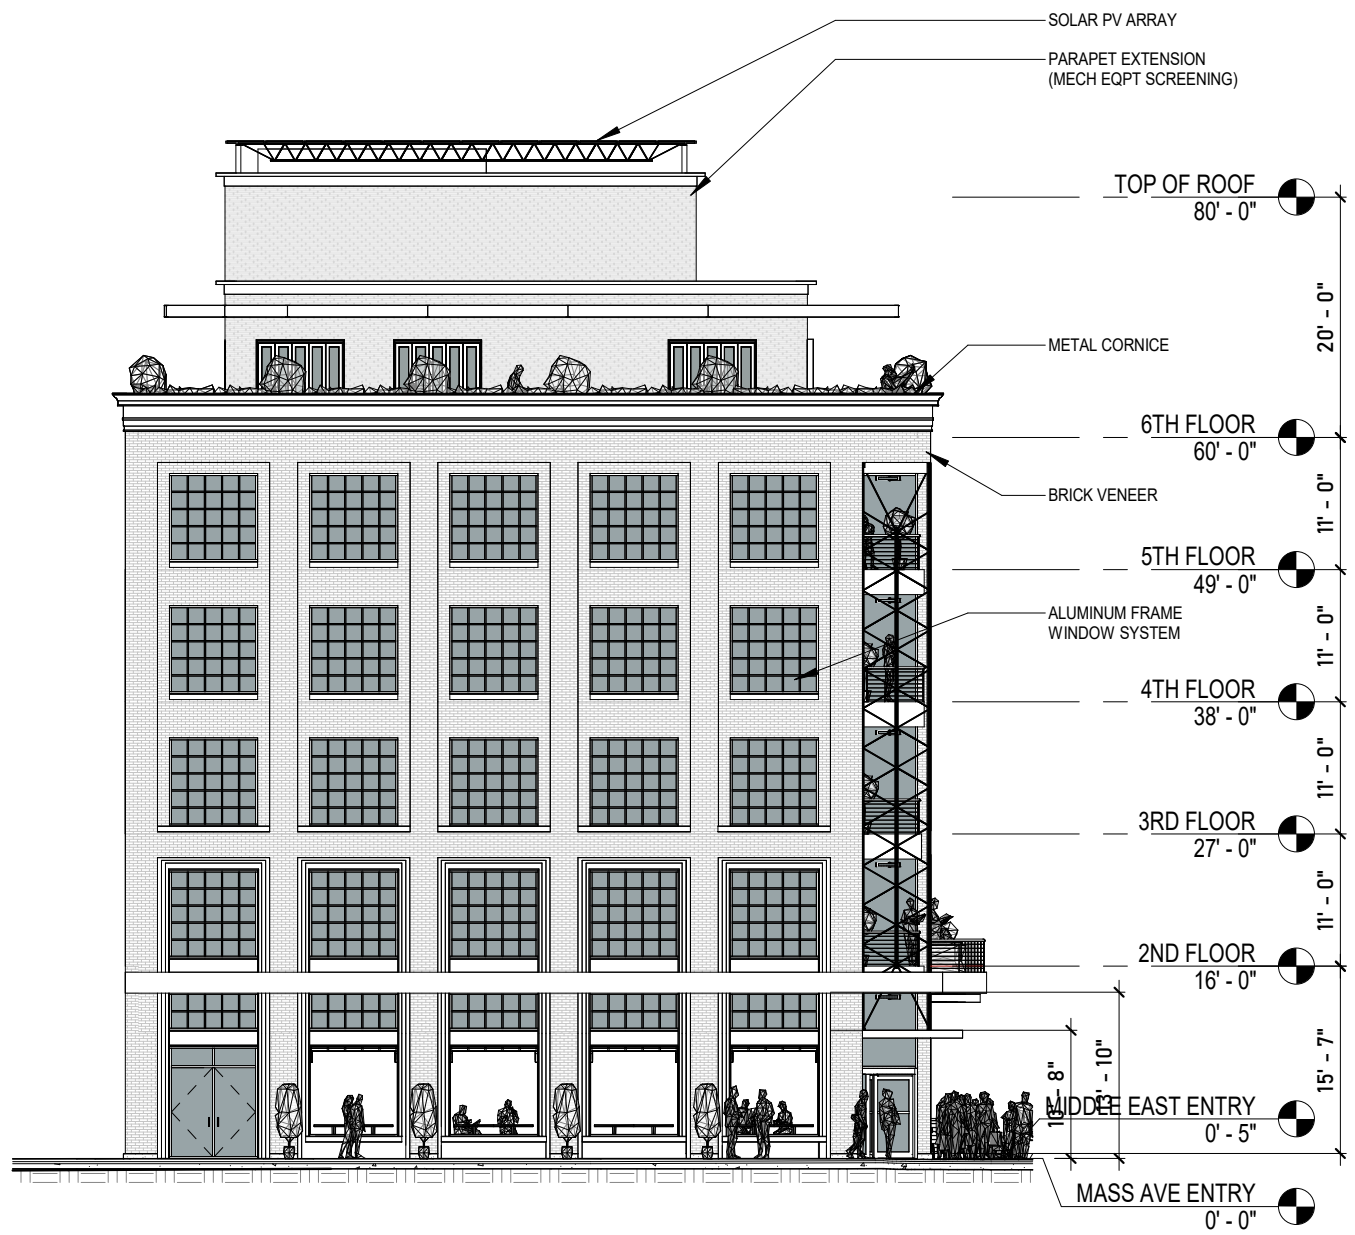 SOLAR PV ARRAY
PARAPET EXTENSION
(MECH EQPT SCREENING)
TOP OF ROOF
80' - 0"
20' - 0"
METAL CORNICE
6TH FLOOR
60' - 0"
BRICK VENEER
11' - 0"
5TH FLOOR
49' - 0"
ALUMINUM FRAME
WINDOW SYSTEM
11' - 0"
4TH FLOOR
38' - 0"
11' - 0"
3RD FLOOR
27' - 0"
11' - 0"
2ND FLOOR
16' - 0"
15' - 7"
MIDDLE EAST ENTRY
0' - 5"
MASS AVE ENTRY
0' - 0"